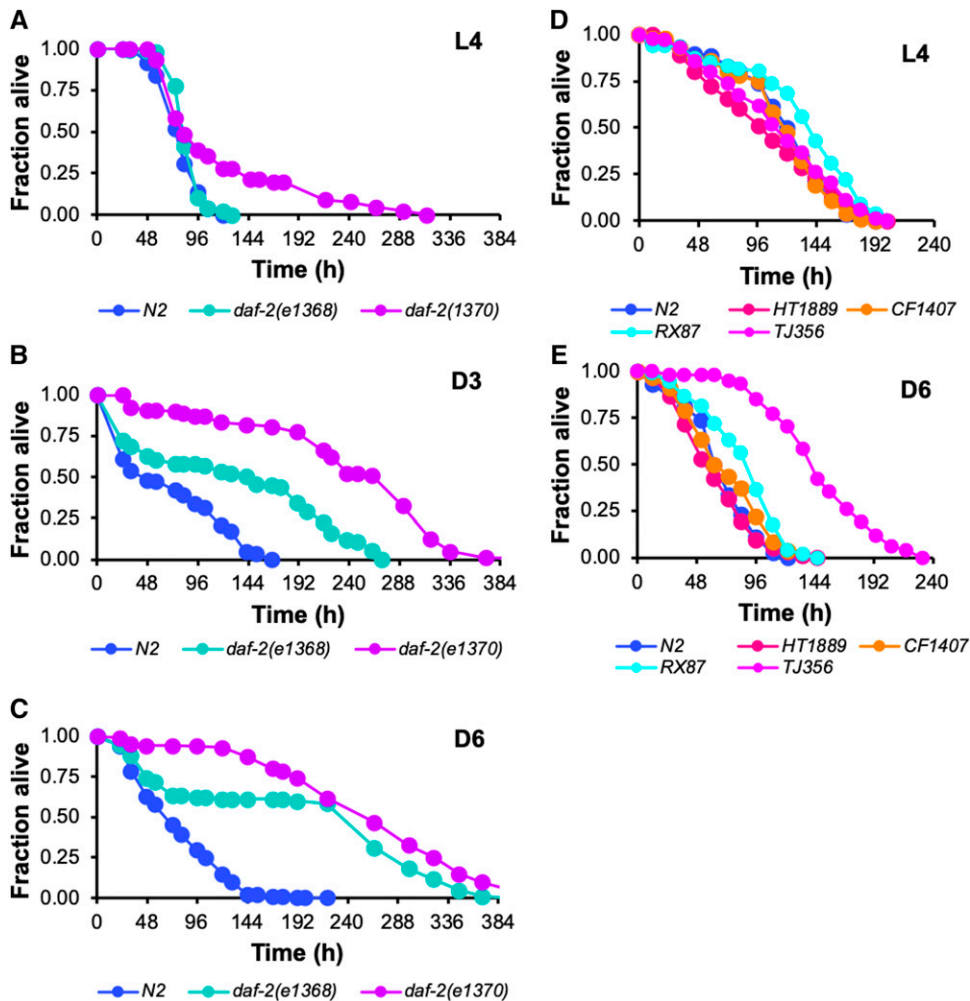 A
L4
Fraction alive
1.00
0.75
0.50
0.25
0.00
0 48 96 144 192 240 288 336 384
Time (h)
N2 daf-2(e1368) daf-2(1370)
B
D3
Fraction alive
1.00
0.75
0.50
0.25
0.00
0 48 96 144 192 240 288 336 384
Time (h)
N2 daf-2(e1368) daf-2(e1370)
C
D6
Fraction alive
1.00
0.75
0.50
0.25
0.00
0 48 96 144 192 240 288 336 384
Time (h)
N2 daf-2(e1368) daf-2(e1370)
D
L4
Fraction alive
1.00
0.75
0.50
0.25
0.00
0 48 96 144 192 240
Time (h)
N2 HT1889 CF1407
RX87 TJ356
E
D6
Fraction alive
1.00
0.75
0.50
0.25
0.00
0 48 96 144 192 240
Time (h)
N2 HT1889 CF1407
RX87 TJ356